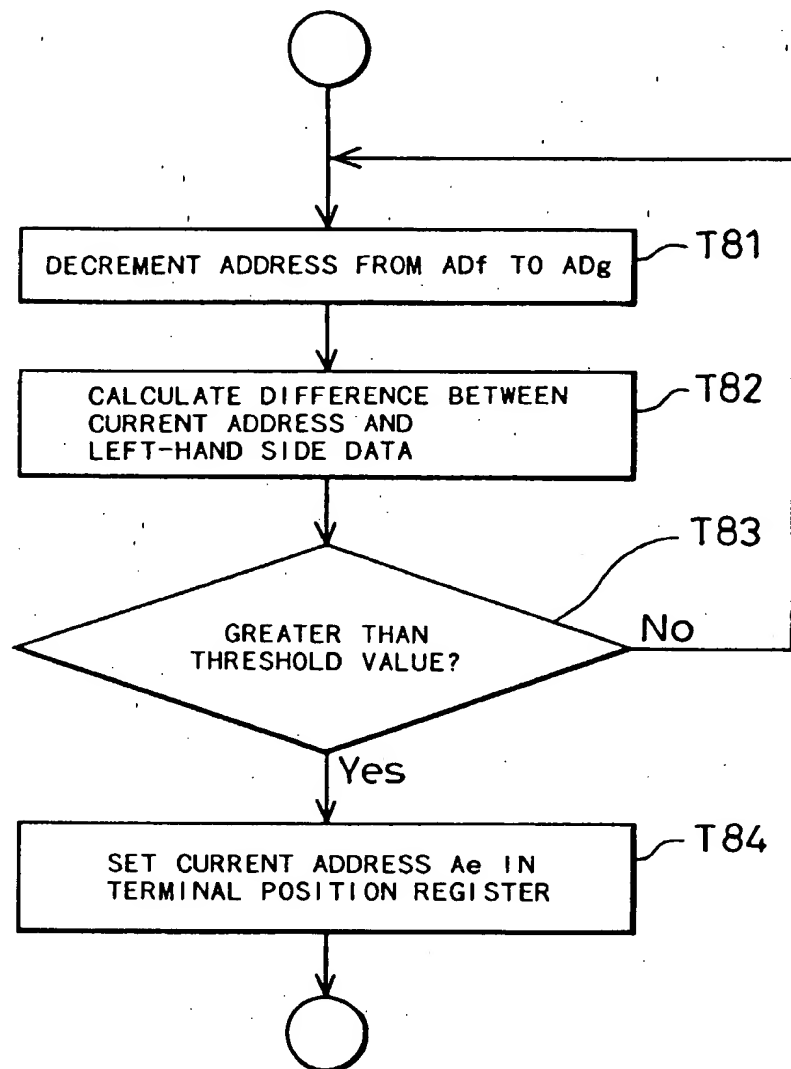 DECREMENT ADDRESS FROM ADf TO ADg
T81
CALCULATE DIFFERENCE BETWEEN
CURRENT ADDRESS AND
LEFT-HAND SIDE DATA
T82
T83
GREATER THAN
THRESHOLD VALUE?
No
Yes
SET CURRENT ADDRESS Ae IN
TERMINAL POSITION REGISTER
T84